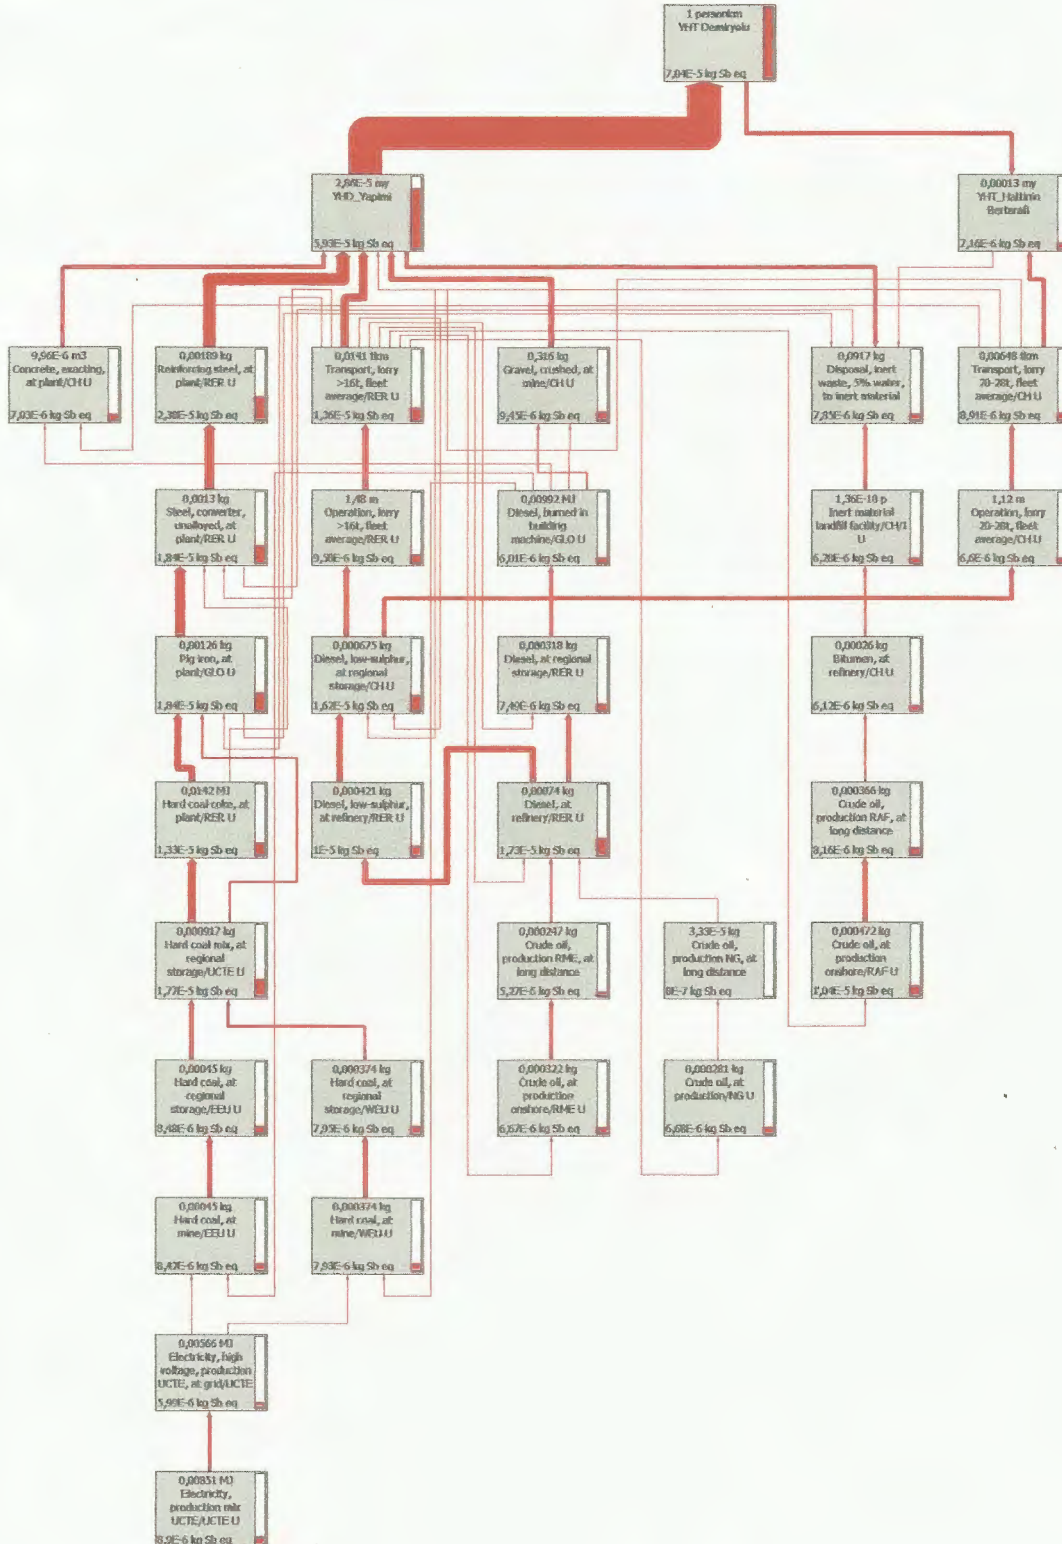 1 personkm
YHT Demiryolu
7,04E-5 kg Sb eq
2,86E-5 my
YHD_Yapimi
5,93E-5 kg Sb eq
0,00013 my
YHT_Hattinin
Bertarafi
7,16E-6 kg Sb eq
9,96E-6 m3
Concrete, exacting,
at plant/CH U
7,03E-6 kg Sb eq
0,00189 kg
Reinforcing steel, at
plant/RER U
2,38E-5 kg Sb eq
0,0141 tkm
Transport, lorry
>16t, fleet
average/RER U
1,36E-5 kg Sb eq
0,316 kg
Gravel, crushed, at
mine/CH U
9,45E-6 kg Sb eq
0,0917 kg
Disposal, inert
waste, 5% water,
to inert material
7,85E-6 kg Sb eq
0,00648 tkm
Transport, lorry
20-28t, fleet
average/CH U
8,91E-6 kg Sb eq
0,0013 kg
Steel, converter,
unalloyed, at
plant/RER U
1,84E-5 kg Sb eq
1,48 m
Operation, lorry
>16t, fleet
average/RER U
9,58E-6 kg Sb eq
0,00992 MJ
Diesel, burned in
building
machine/GLO U
6,01E-6 kg Sb eq
1,36E-10 p
Inert material
landfill facility/CH/I
U
6,28E-6 kg Sb eq
1,12 m
Operation, lorry
20-28t, fleet
average/CH U
6,6E-6 kg Sb eq
0,00126 kg
Pig iron, at
plant/GLO U
1,84E-5 kg Sb eq
0,000675 kg
Diesel, low-sulphur,
at regional
storage/CH U
1,62E-5 kg Sb eq
0,000318 kg
Diesel, at regional
storage/RER U
7,49E-6 kg Sb eq
0,00026 kg
Bitumen, at
refinery/CH U
6,12E-6 kg Sb eq
0,0142 MJ
Hard coal coke, at
plant/RER U
1,33E-5 kg Sb eq
0,000421 kg
Diesel, low-sulphur,
at refinery/RER U
1E-5 kg Sb eq
0,00074 kg
Diesel, at
refinery/RER U
1,73E-5 kg Sb eq
0,000366 kg
Crude oil,
production RAF, at
long distance
8,16E-6 kg Sb eq
0,000917 kg
Hard coal mix, at
regional
storage/UCTE U
1,77E-5 kg Sb eq
0,000247 kg
Crude oil,
production RME, at
long distance
5,27E-6 kg Sb eq
3,33E-5 kg
Crude oil,
production NG, at
long distance
8E-7 kg Sb eq
0,000472 kg
Crude oil, at
production
onshore/RAF U
1,04E-5 kg Sb eq
0,00045 kg
Hard coal, at
regional
storage/EEU U
8,48E-6 kg Sb eq
0,000374 kg
Hard coal, at
regional
storage/WEU U
7,95E-6 kg Sb eq
0,000322 kg
Crude oil, at
production
onshore/RME U
6,67E-6 kg Sb eq
0,000281 kg
Crude oil, at
production/NG U
6,68E-6 kg Sb eq
0,00045 kg
Hard coal, at
mine/EEU U
8,42E-6 kg Sb eq
0,000374 kg
Hard coal, at
mine/WEU U
7,93E-6 kg Sb eq
0,00566 MJ
Electricity, high
voltage, production
UCTE, at grid/UCTE
5,99E-6 kg Sb eq
0,00851 MJ
Electricity,
production mix
UCTE/UCTE U
8,9E-6 kg Sb eq